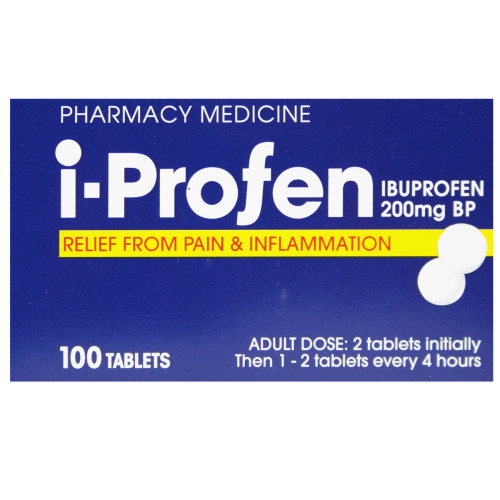 PHARMACY MEDICINE
i-Profen
IBUPROFEN
200mg BP
RELIEF FROM PAIN & INFLAMMATION
100 TABLETS
ADULT DOSE: 2 tablets initially
Then 1 - 2 tablets every 4 hours